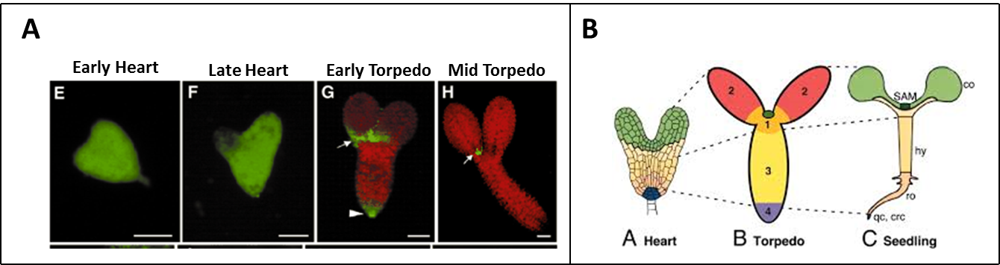 A
Early Heart
Late Heart
Early Torpedo
Mid Torpedo
E
F
G
H
B
2
2
1
3
4
SAM
co
hy
ro
qc, crc
A Heart
B Torpedo
C Seedling